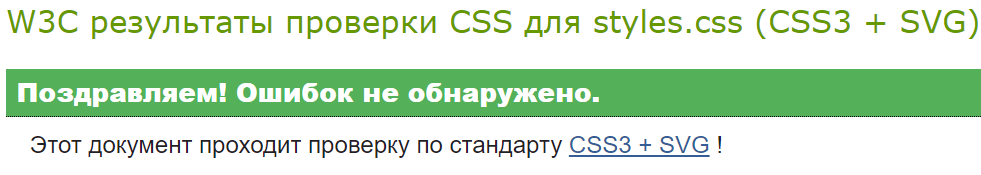 W3C результаты проверки CSS для styles.css (CSS3 + SVG)
Поздравляем! Ошибок не обнаружено.
Этот документ проходит проверку по стандарту CSS3 + SVG !